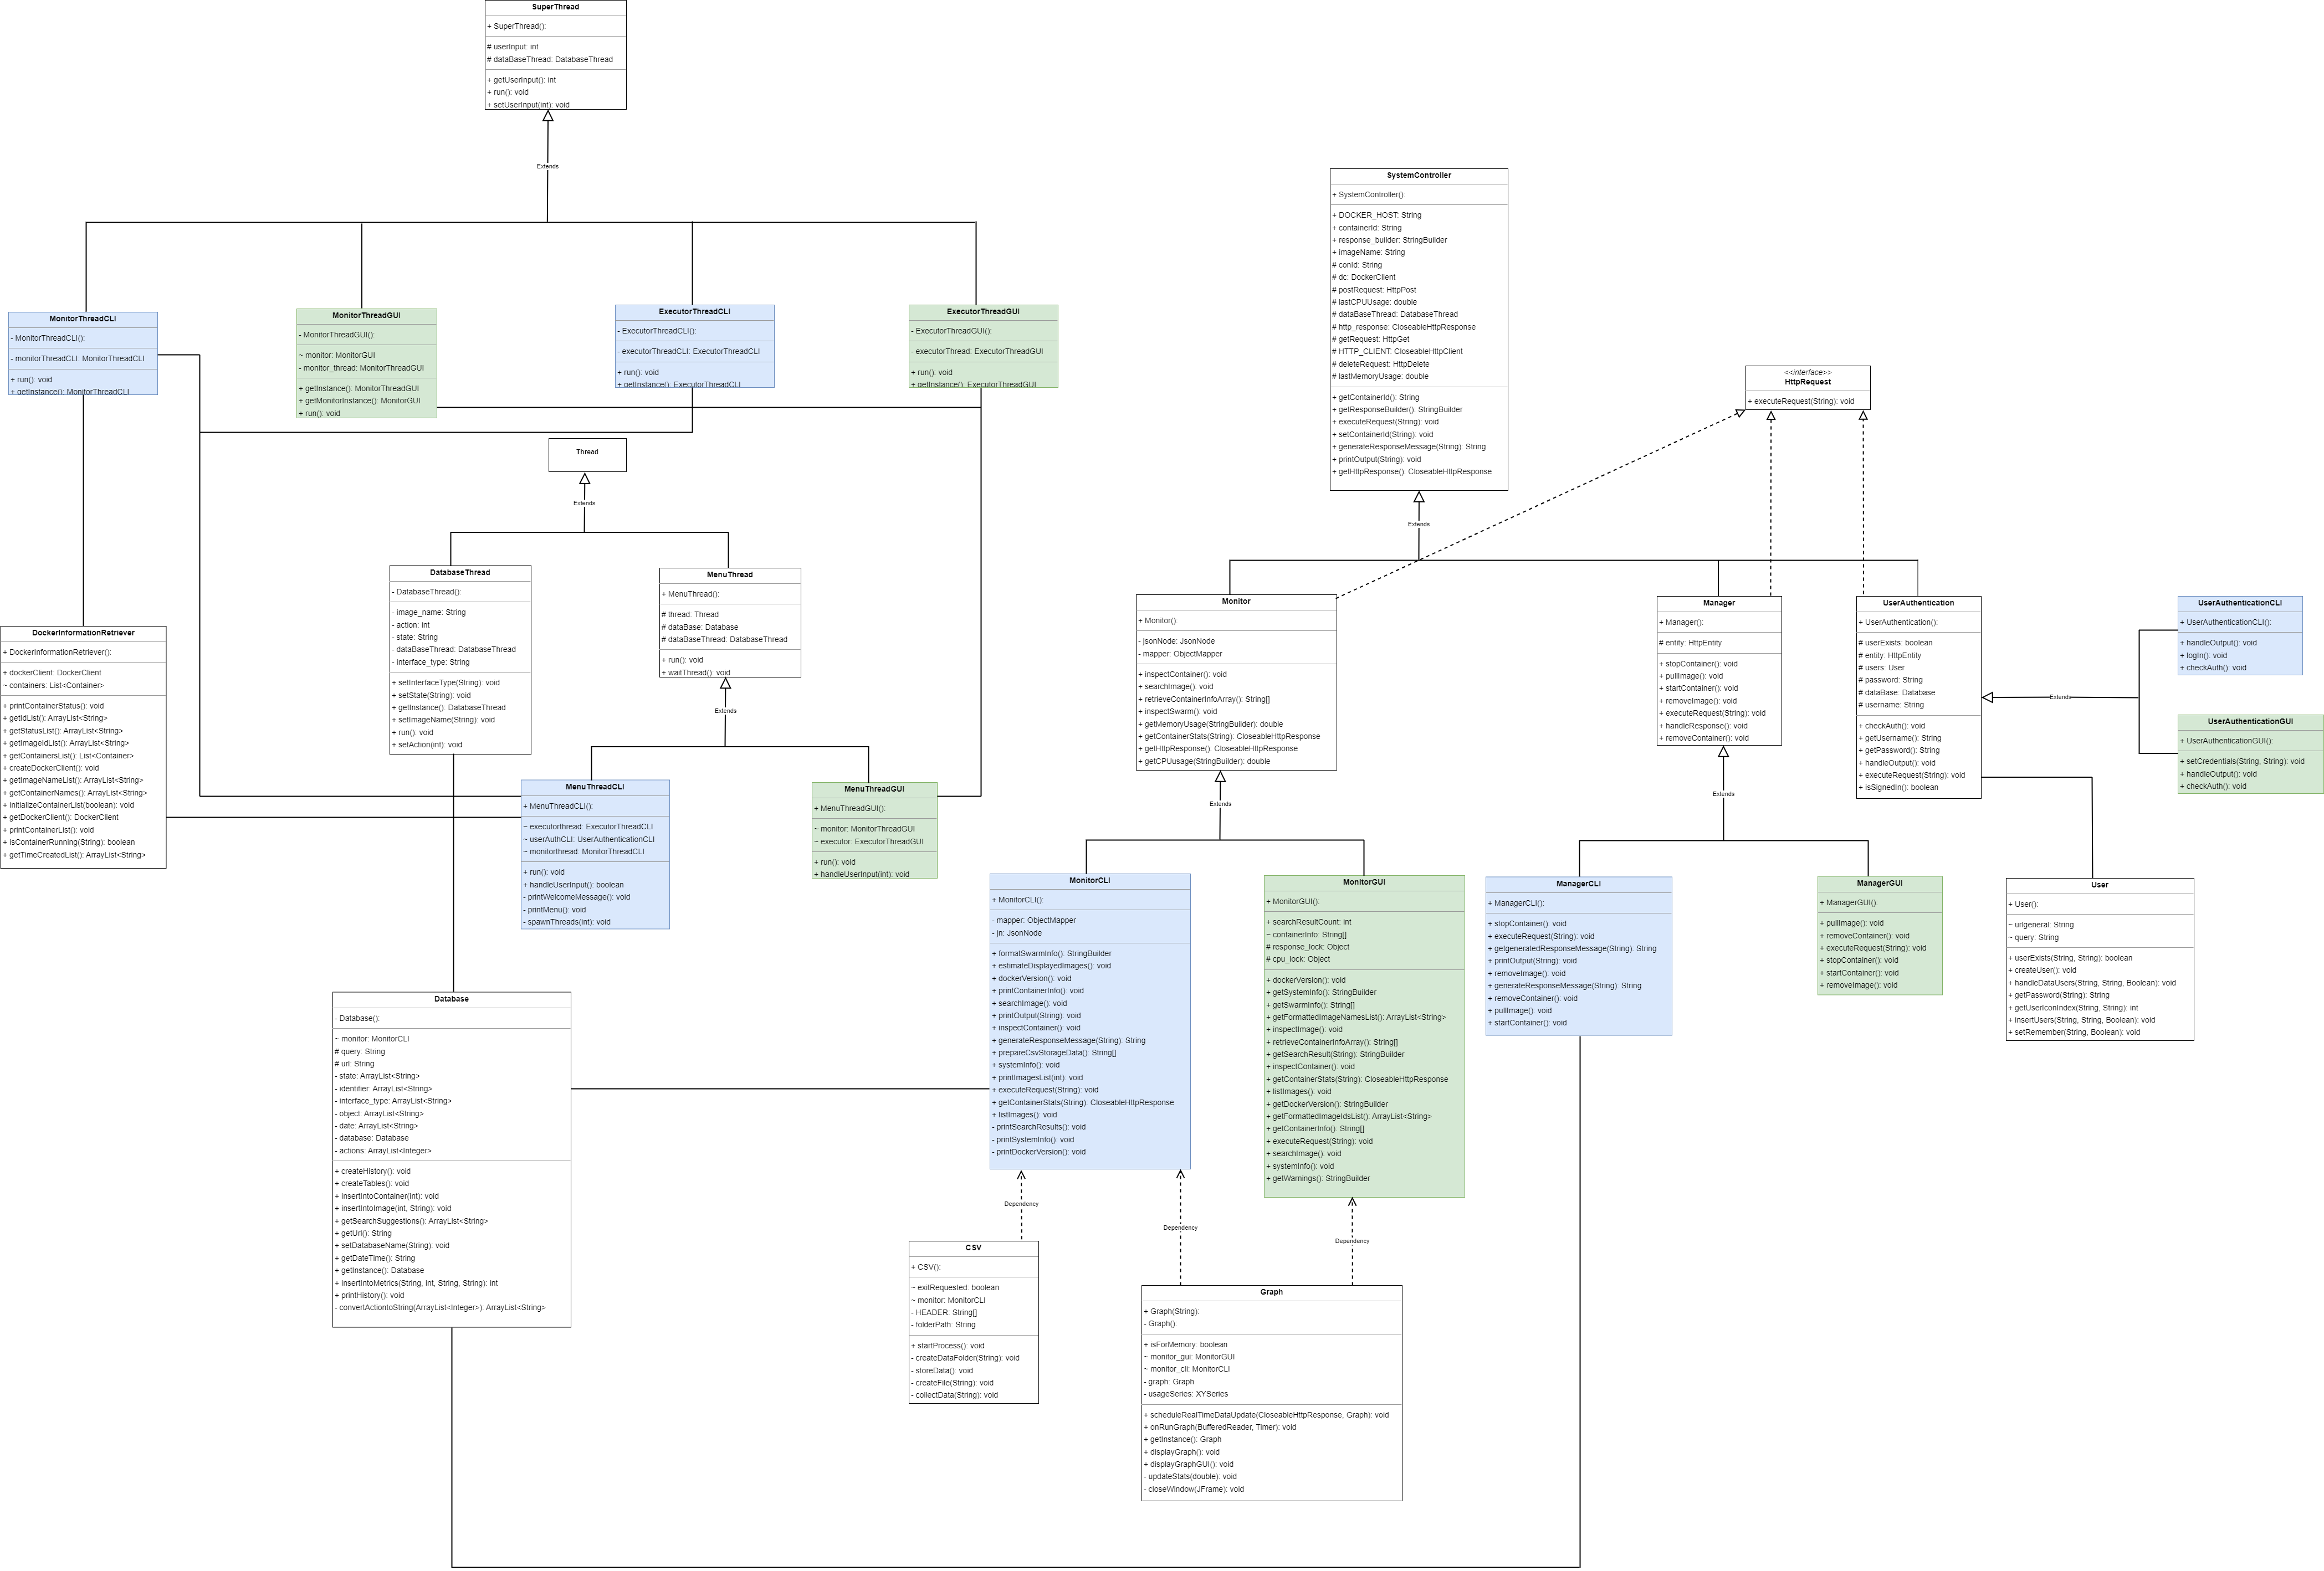 SuperThread
+ SuperThread():
# userInput: int
# dataBaseThread: DatabaseThread
+ getUserInput(): int
+ run(): void
+ setUserInput(int): void
Extends
MonitorThreadCLI
- MonitorThreadCLI():
- monitorThreadCLI: MonitorThreadCLI
+ run(): void
+ getInstance(): MonitorThreadCLI
MonitorThreadGUI
- MonitorThreadGUI():
~ monitor: MonitorGUI
- monitor_thread: MonitorThreadGUI
+ getInstance(): MonitorThreadGUI
+ getMonitorInstance(): MonitorGUI
+ run(): void
ExecutorThreadCLI
- ExecutorThreadCLI():
- executorThreadCLI: ExecutorThreadCLI
+ run(): void
+ getInstance(): ExecutorThreadCLI
ExecutorThreadGUI
- ExecutorThreadGUI():
- executorThread: ExecutorThreadGUI
+ run(): void
+ getInstance(): ExecutorThreadGUI
Thread
Extends
DatabaseThread
- DatabaseThread():
- image_name: String
- action: int
- state: String
- dataBaseThread: DatabaseThread
- interface_type: String
+ setInterfaceType(String): void
+ setState(String): void
+ getInstance(): DatabaseThread
+ setImageName(String): void
+ run(): void
+ setAction(int): void
MenuThread
+ MenuThread():
# thread: Thread
# dataBase: Database
# dataBaseThread: DatabaseThread
+ run(): void
+ waitThread(): void
Extends
DockerInformationRetriever
+ DockerInformationRetriever():
+ dockerClient: DockerClient
~ containers: List<Container>
+ printContainerStatus(): void
+ getIdList(): ArrayList<String>
+ getStatusList(): ArrayList<String>
+ getImageIdList(): ArrayList<String>
+ getContainersList(): List<Container>
+ createDockerClient(): void
+ getImageNameList(): ArrayList<String>
+ getContainerNames(): ArrayList<String>
+ initializeContainerList(boolean): void
+ getDockerClient(): DockerClient
+ printContainerList(): void
+ isContainerRunning(String): boolean
+ getTimeCreatedList(): ArrayList<String>
MenuThreadCLI
+ MenuThreadCLI():
~ executorthread: ExecutorThreadCLI
~ userAuthCLI: UserAuthenticationCLI
~ monitorthread: MonitorThreadCLI
+ run(): void
+ handleUserInput(): boolean
- printWelcomeMessage(): void
- printMenu(): void
- spawnThreads(int): void
MenuThreadGUI
+ MenuThreadGUI():
~ monitor: MonitorThreadGUI
~ executor: ExecutorThreadGUI
+ run(): void
+ handleUserInput(int): void
Database
- Database():
~ monitor: MonitorCLI
# query: String
# url: String
- state: ArrayList<String>
- identifier: ArrayList<String>
- interface_type: ArrayList<String>
- object: ArrayList<String>
- date: ArrayList<String>
- database: Database
- actions: ArrayList<Integer>
+ createHistory(): void
+ createTables(): void
+ insertIntoContainer(int): void
+ insertIntoImage(int, String): void
+ getSearchSuggestions(): ArrayList<String>
+ getUrl(): String
+ setDatabaseName(String): void
+ getDateTime(): String
+ getInstance(): Database
+ insertIntoMetrics(String, int, String, String): int
+ printHistory(): void
- convertActiontoString(ArrayList<Integer>): ArrayList<String>
SystemController
+ SystemController():
+ DOCKER_HOST: String
+ containerId: String
+ response_builder: StringBuilder
+ imageName: String
# conId: String
# dc: DockerClient
# postRequest: HttpPost
# lastCPUUsage: double
# dataBaseThread: DatabaseThread
# http_response: CloseableHttpResponse
# getRequest: HttpGet
# HTTP_CLIENT: CloseableHttpClient
# deleteRequest: HttpDelete
# lastMemoryUsage: double
+ getContainerId(): String
+ getResponseBuilder(): StringBuilder
+ executeRequest(String): void
+ setContainerId(String): void
+ generateResponseMessage(String): String
+ printOutput(String): void
+ getHttpResponse(): CloseableHttpResponse
Extends
<<interface>>
HttpRequest
+ executeRequest(String): void
Monitor
+ Monitor():
- jsonNode: JsonNode
- mapper: ObjectMapper
+ inspectContainer(): void
+ searchImage(): void
+ retrieveContainerInfoArray(): String[]
+ inspectSwarm(): void
+ getMemoryUsage(StringBuilder): double
+ getContainerStats(String): CloseableHttpResponse
+ getHttpResponse(): CloseableHttpResponse
+ getCPUusage(StringBuilder): double
Extends
Manager
+ Manager():
# entity: HttpEntity
+ stopContainer(): void
+ pullImage(): void
+ startContainer(): void
+ removeImage(): void
+ executeRequest(String): void
+ handleResponse(): void
+ removeContainer(): void
Extends
UserAuthentication
+ UserAuthentication():
# userExists: boolean
# entity: HttpEntity
# users: User
# password: String
# dataBase: Database
# username: String
+ checkAuth(): void
+ getUsername(): String
+ getPassword(): String
+ handleOutput(): void
+ executeRequest(String): void
+ isSignedIn(): boolean
Extends
UserAuthenticationCLI
+ UserAuthenticationCLI():
+ handleOutput(): void
+ logIn(): void
+ checkAuth(): void
UserAuthenticationGUI
+ UserAuthenticationGUI():
+ setCredentials(String, String): void
+ handleOutput(): void
+ checkAuth(): void
MonitorCLI
+ MonitorCLI():
- mapper: ObjectMapper
- jn: JsonNode
+ formatSwarmInfo(): StringBuilder
+ estimateDisplayedImages(): void
+ dockerVersion(): void
+ printContainerInfo(): void
+ searchImage(): void
+ printOutput(String): void
+ inspectContainer(): void
+ generateResponseMessage(String): String
+ prepareCsvStorageData(): String[]
+ systemInfo(): void
+ printImagesList(int): void
+ executeRequest(String): void
+ getContainerStats(String): CloseableHttpResponse
+ listImages(): void
- printSearchResults(): void
- printSystemInfo(): void
- printDockerVersion(): void
MonitorGUI
+ MonitorGUI():
+ searchResultCount: int
~ containerInfo: String[]
# response_lock: Object
# cpu_lock: Object
+ dockerVersion(): void
+ getSystemInfo(): StringBuilder
+ getSwarmInfo(): String[]
+ getFormattedImageNamesList(): ArrayList<String>
+ inspectImage(): void
+ retrieveContainerInfoArray(): String[]
+ getSearchResult(String): StringBuilder
+ inspectContainer(): void
+ getContainerStats(String): CloseableHttpResponse
+ listImages(): void
+ getDockerVersion(): StringBuilder
+ getFormattedImageIdsList(): ArrayList<String>
+ getContainerInfo(): String[]
+ executeRequest(String): void
+ searchImage(): void
+ systemInfo(): void
+ getWarnings(): StringBuilder
ManagerCLI
+ ManagerCLI():
+ stopContainer(): void
+ executeRequest(String): void
+ getgeneratedResponseMessage(String): String
+ printOutput(String): void
+ removeImage(): void
+ generateResponseMessage(String): String
+ removeContainer(): void
+ pullImage(): void
+ startContainer(): void
ManagerGUI
+ ManagerGUI():
+ pullImage(): void
+ removeContainer(): void
+ executeRequest(String): void
+ stopContainer(): void
+ startContainer(): void
+ removeImage(): void
User
+ User():
~ urlgeneral: String
~ query: String
+ userExists(String, String): boolean
+ createUser(): void
+ handleDataUsers(String, String, Boolean): void
+ getPassword(String): String
+ getUserIconIndex(String, String): int
+ insertUsers(String, String, Boolean): void
+ setRemember(String, Boolean): void
Dependency
Dependency
Dependency
CSV
+ CSV():
~ exitRequested: boolean
~ monitor: MonitorCLI
- HEADER: String[]
- folderPath: String
+ startProcess(): void
- createDataFolder(String): void
- storeData(): void
- createFile(String): void
- collectData(String): void
Graph
+ Graph(String):
- Graph():
+ isForMemory: boolean
~ monitor_gui: MonitorGUI
~ monitor_cli: MonitorCLI
- graph: Graph
- usageSeries: XYSeries
+ scheduleRealTimeDataUpdate(CloseableHttpResponse, Graph): void
+ onRunGraph(BufferedReader, Timer): void
+ getInstance(): Graph
+ displayGraph(): void
+ displayGraphGUI(): void
- updateStats(double): void
- closeWindow(JFrame): void